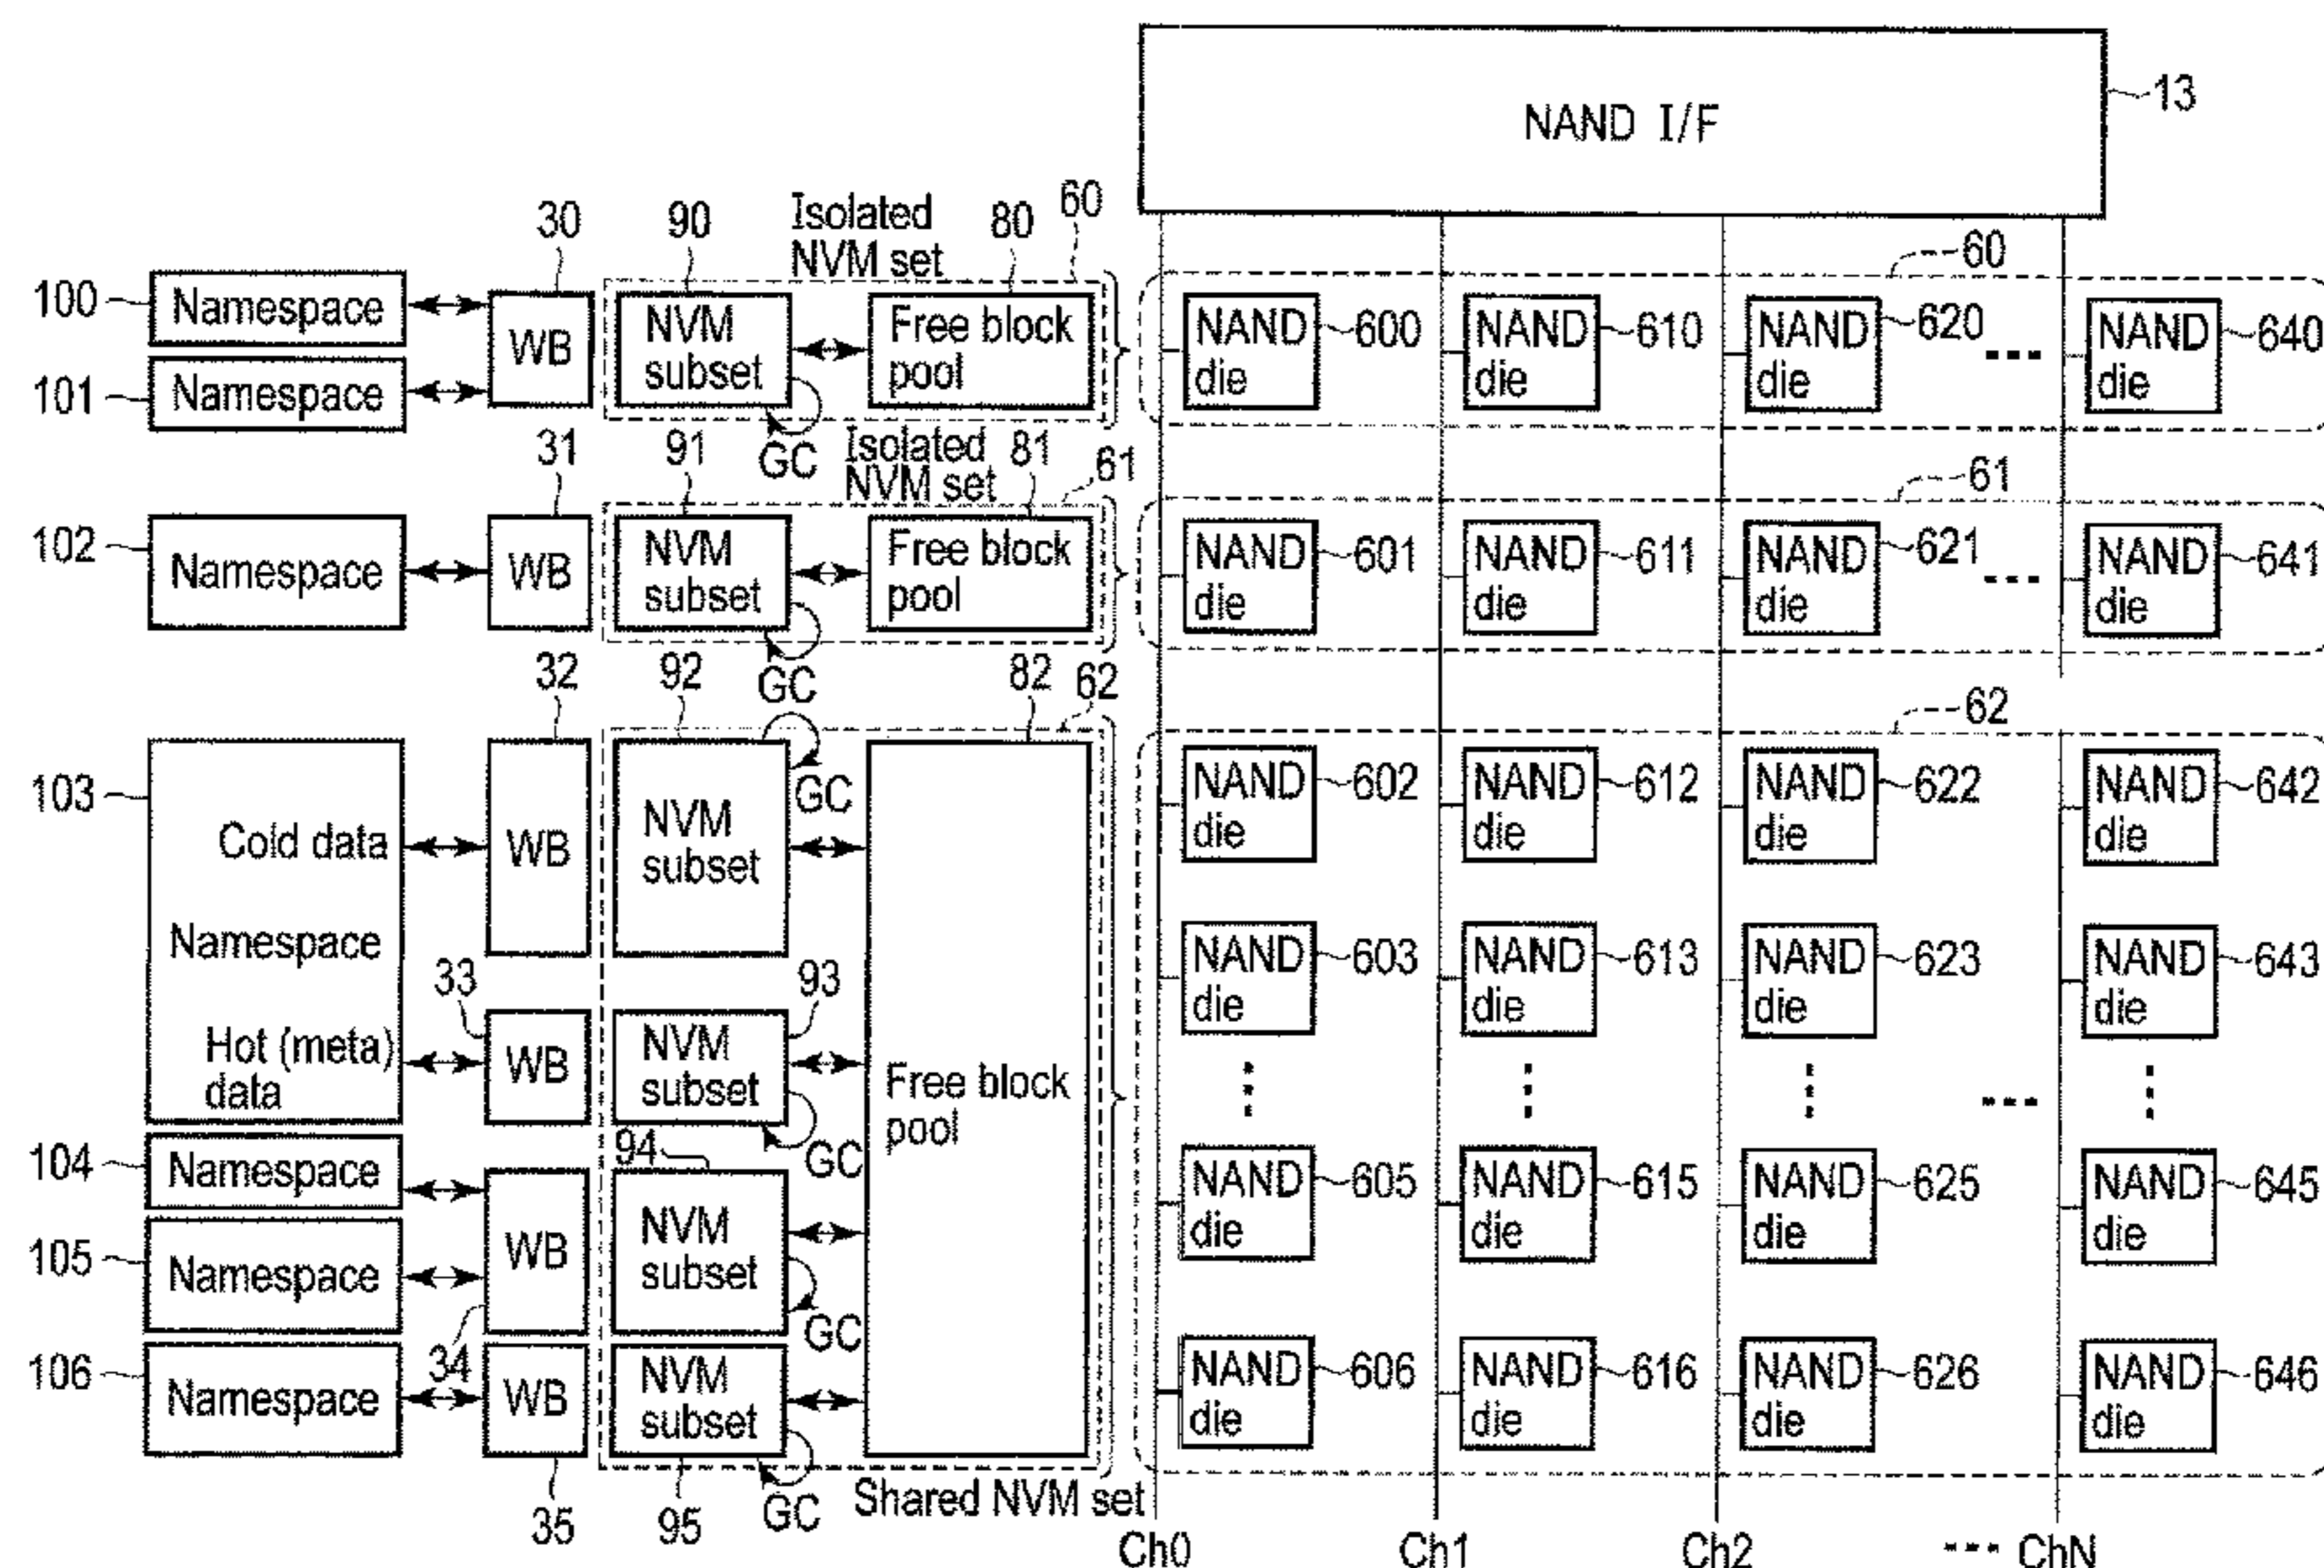 NAND I/F
13
30
90
Isolated
NVM set
80
60
60
100
Namespace
WB
NVM
subset
Free block
pool
NAND
die
600
NAND
die
610
NAND
die
620
NAND
die
640
101
Namespace
GC
31
91
Isolated
NVM set
81
61
61
102
Namespace
WB
NVM
subset
Free block
pool
NAND
die
601
NAND
die
611
NAND
die
621
NAND
die
641
GC
32
92
82
62
62
103
Cold data
Namespace
Hot (meta)
data
WB
NVM
subset
GC
Free block
pool
NAND
die
602
NAND
die
612
NAND
die
622
NAND
die
642
33
WB
NVM
subset
93
GC
NAND
die
603
NAND
die
613
NAND
die
623
NAND
die
643
104
Namespace
94
105
Namespace
WB
34
NVM
subset
GC
NAND
die
605
NAND
die
615
NAND
die
625
NAND
die
645
106
Namespace
WB
NVM
subset
NAND
die
606
NAND
die
616
NAND
die
626
NAND
die
646
35
95
GC
Shared NVM set
Ch0
Ch1
Ch2
ChN